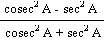 cosec² A - sec² A
cosec² A + sec² A